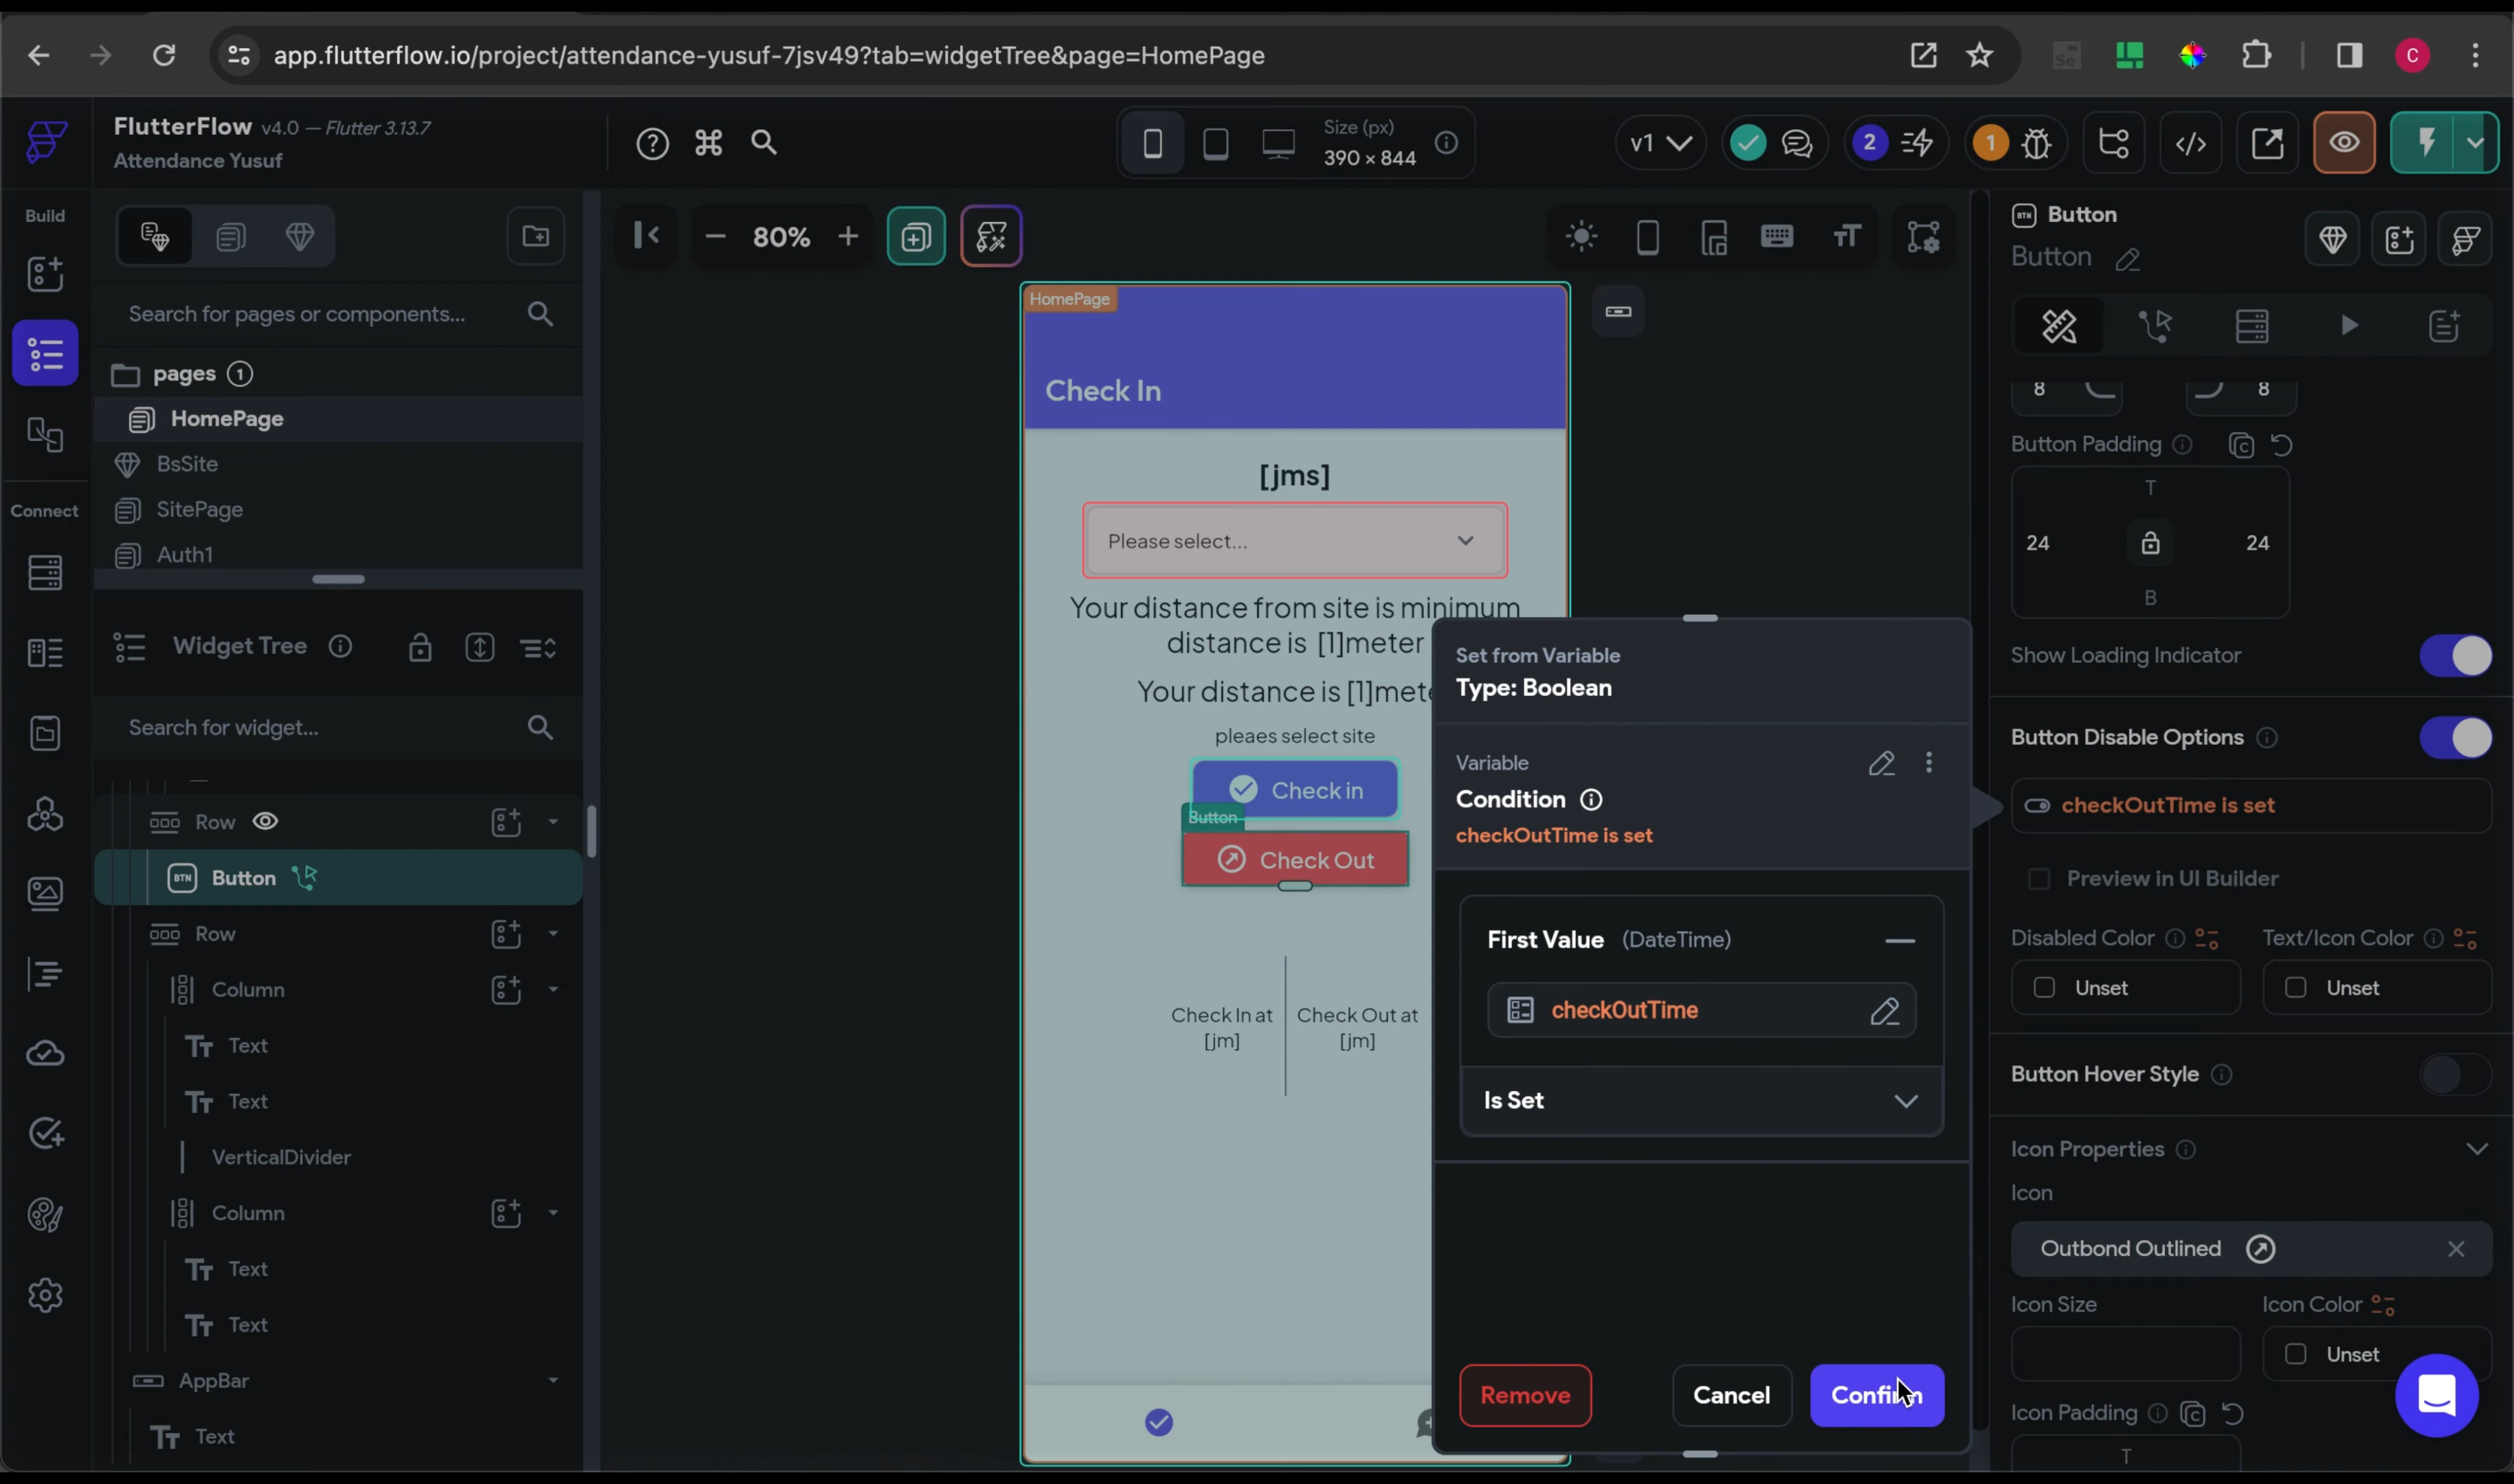 app.flutterflow.io/project/attendance-yusuf-7jsv49?tab=widgetTree&page=HomePage
Se
C
FlutterFlow v4.0 — Flutter 3.13.7
Attendance Yusuf
Size (px)
390 × 844
v1
2
1
Build
80%
Search for pages or components...
pages 1
HomePage
BsSite
SitePage
Auth1
Connect
Widget Tree
Search for widget...
Row
BTN Button
Row
Column
Text
Text
VerticalDivider
Column
Text
Text
AppBar
Text
HomePage
Check In
[jms]
Please select...
Your distance from site is minimum
distance is [1]meter
Your distance is [1]mete
pleaes select site
Check in
Button
Check Out
Check In at
[jm]
Check Out at
[jm]
Set from Variable
Type: Boolean
Variable
Condition
checkOutTime is set
First Value (DateTime)
checkOutTime
Is Set
Remove
Cancel
Confirm
BTN Button
Button
8
8
Button Padding
T
24
24
B
Show Loading Indicator
Button Disable Options
checkOutTime is set
Preview in UI Builder
Disabled Color
Text/Icon Color
Unset
Unset
Button Hover Style
Icon Properties
Icon
Outbond Outlined
Icon Size
Icon Color
Unset
Icon Padding
T